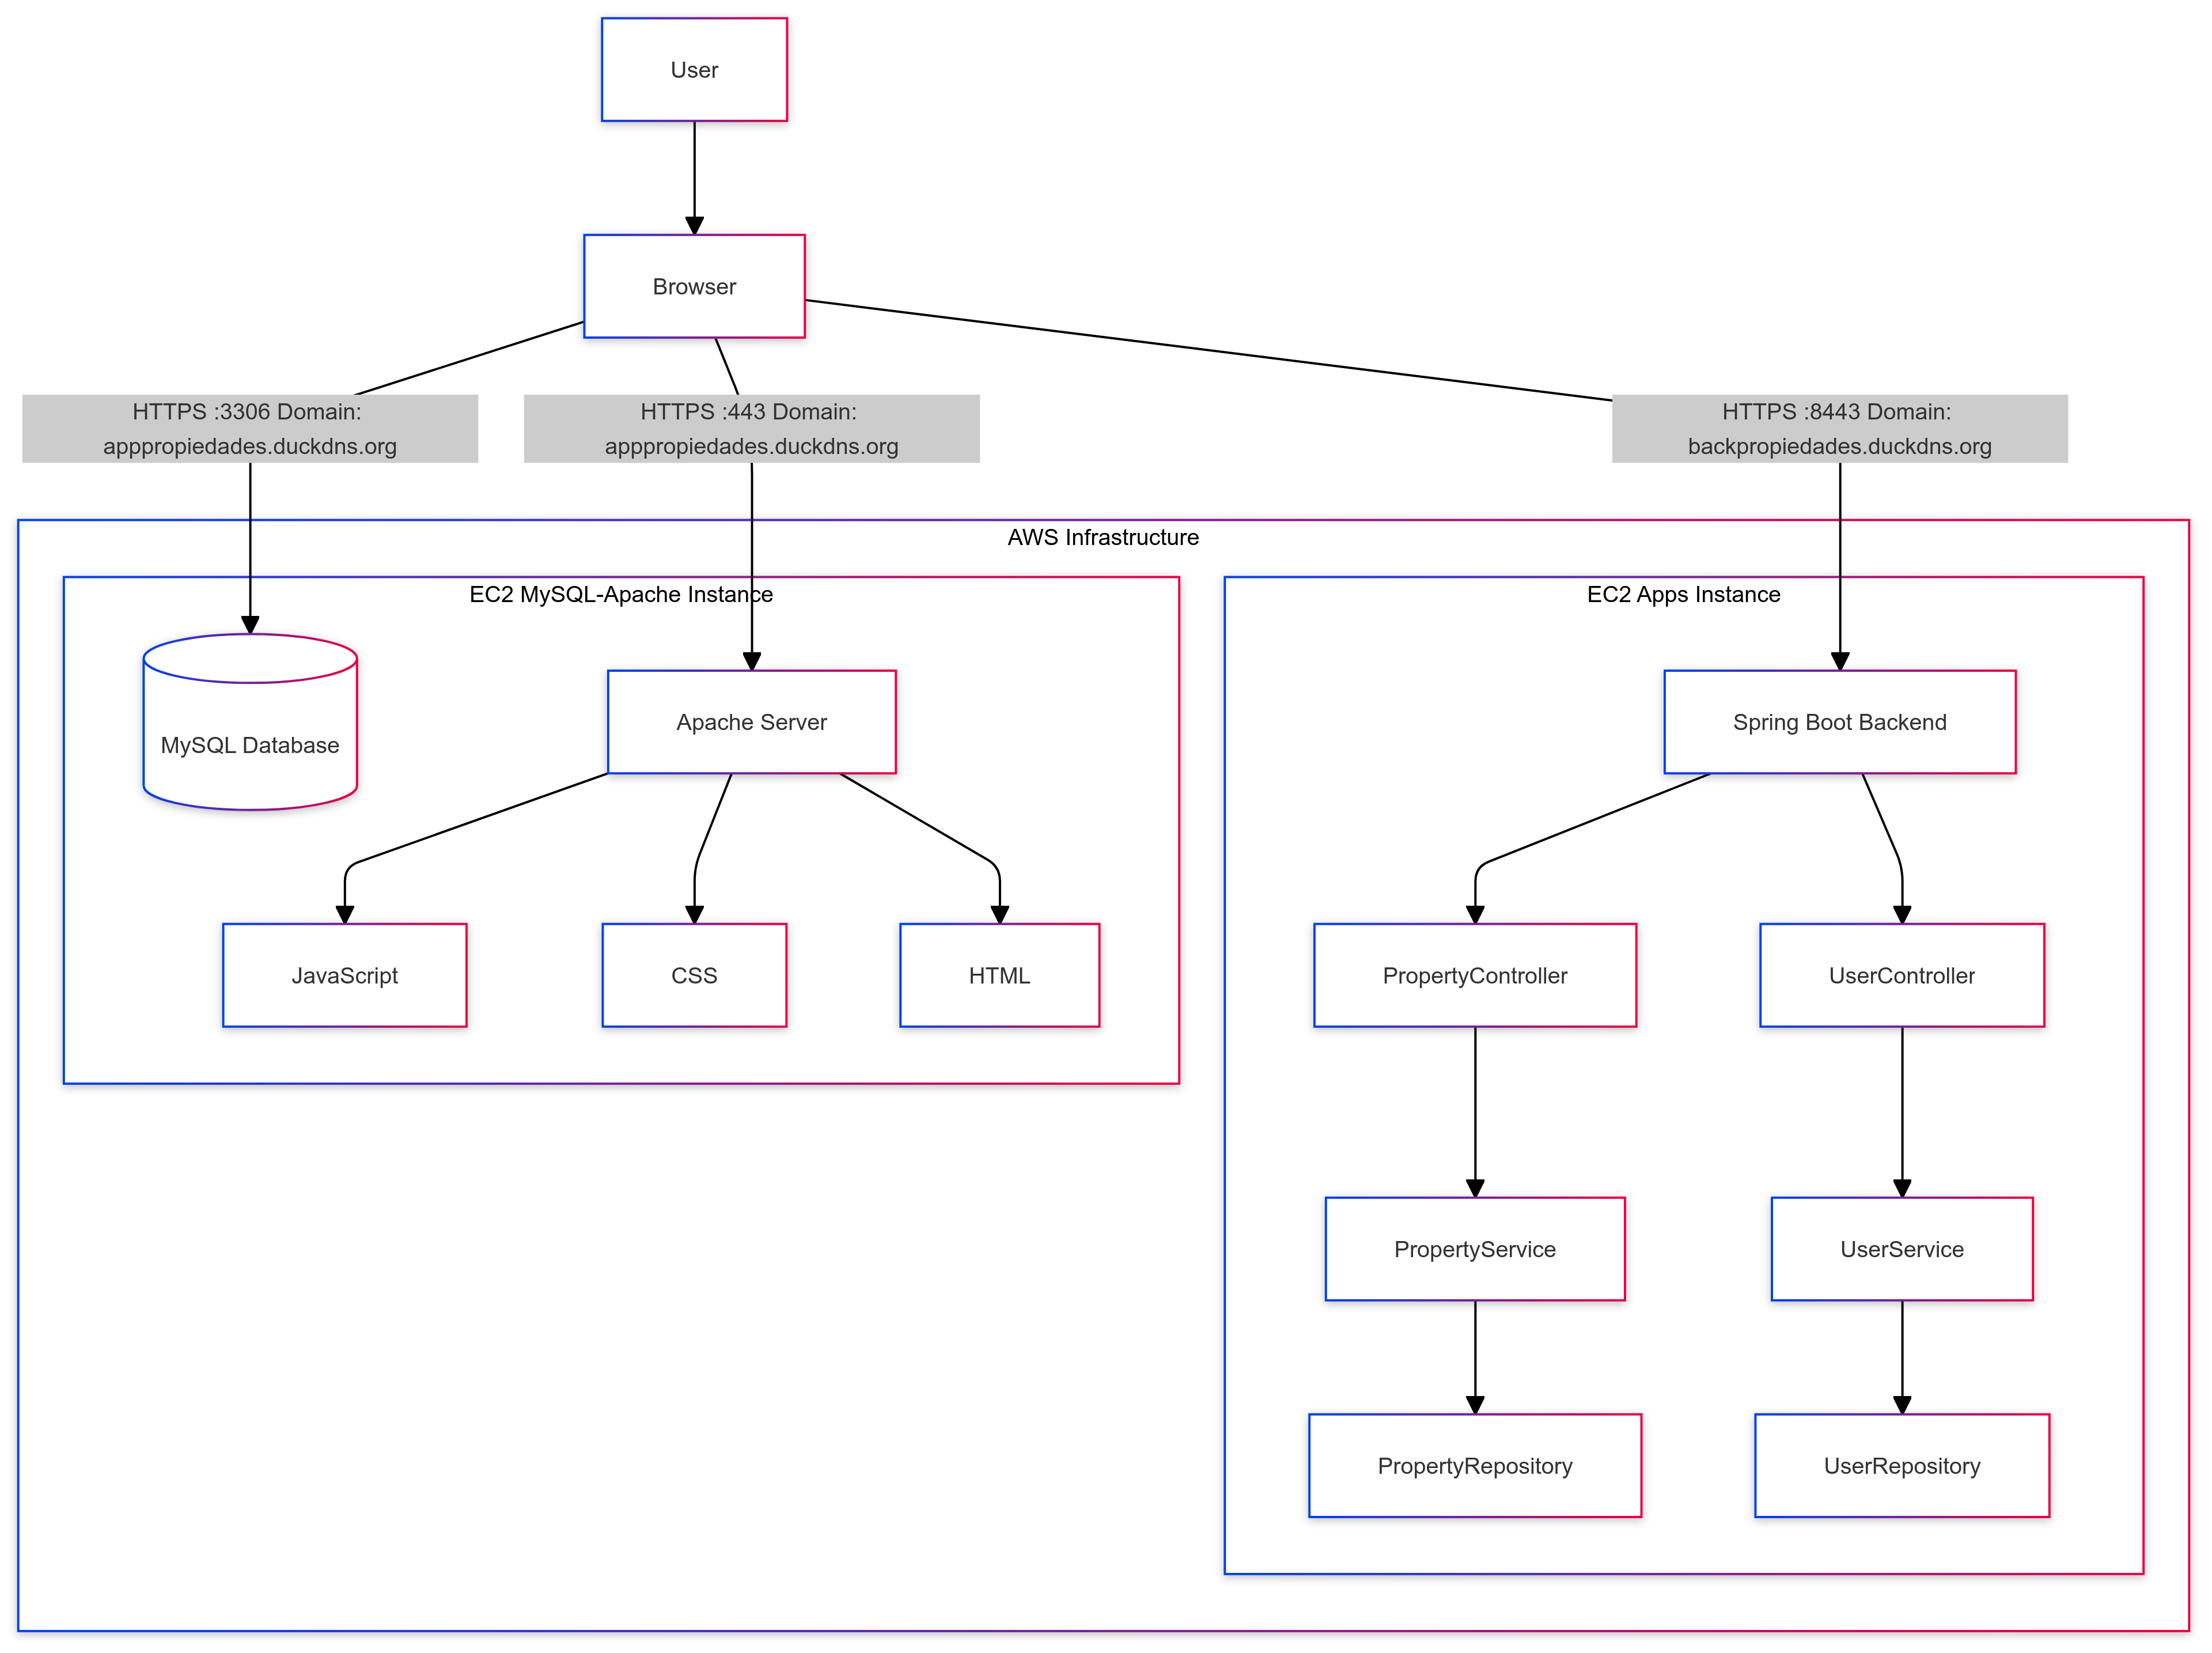 User
Browser
HTTPS :3306 Domain:
apppropiedades.duckdns.org
HTTPS :443 Domain:
apppropiedades.duckdns.org
HTTPS :8443 Domain:
backpropiedades.duckdns.org
AWS Infrastructure
EC2 MySQL-Apache Instance
EC2 Apps Instance
MySQL Database
Apache Server
Spring Boot Backend
JavaScript
CSS
HTML
PropertyController
UserController
PropertyService
UserService
PropertyRepository
UserRepository